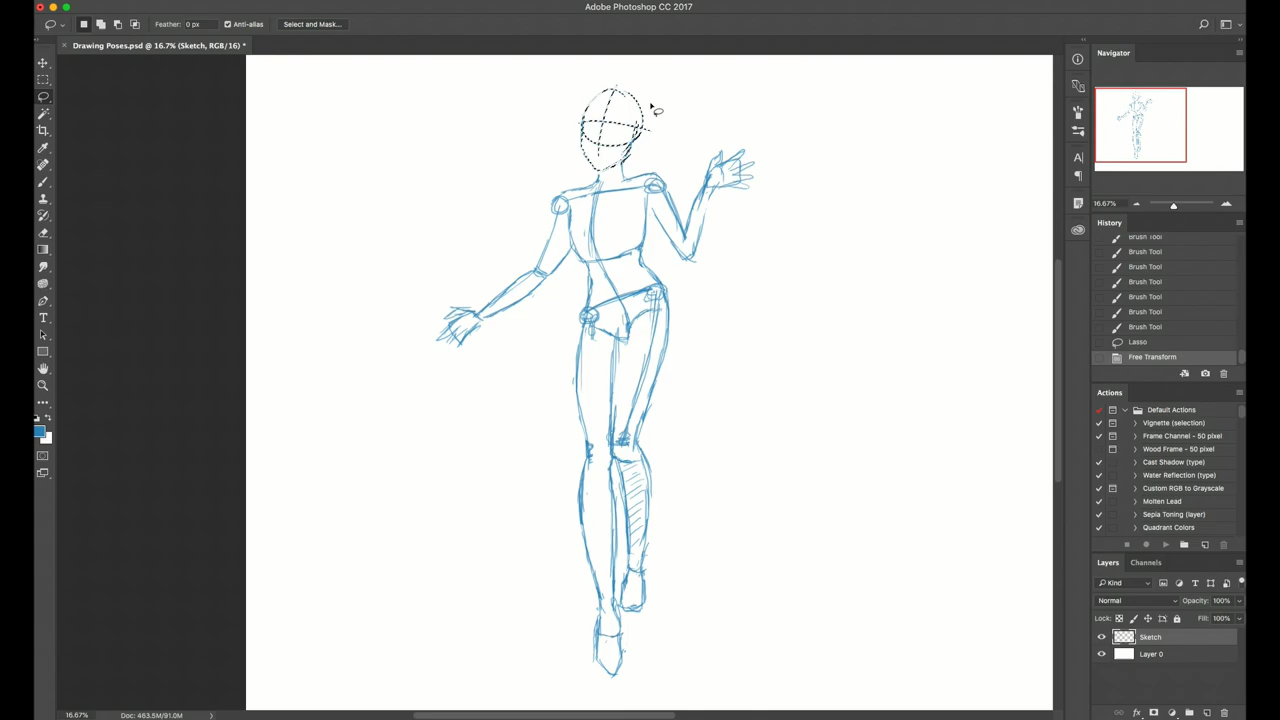 Adobe Photoshop CC 2017
Feather: 0 px
Anti-alias
Select and Mask...
× Drawing Poses.psd @ 16.7% (Sketch, RGB/16) *
Navigator
16.67%
History
Brush Tool
Brush Tool
Brush Tool
Brush Tool
Brush Tool
Brush Tool
Brush Tool
Lasso
Free Transform
Actions
Default Actions
Vignette (selection)
Frame Channel - 50 pixel
Wood Frame - 50 pixel
Cast Shadow (type)
Water Reflection (type)
Custom RGB to Grayscale
Molten Lead
Sepia Toning (layer)
Quadrant Colors
Layers Channels
Kind
Normal Opacity: 100%
Lock: Fill: 100%
Sketch
Layer 0
16.67% Doc: 463.5M/91.0M